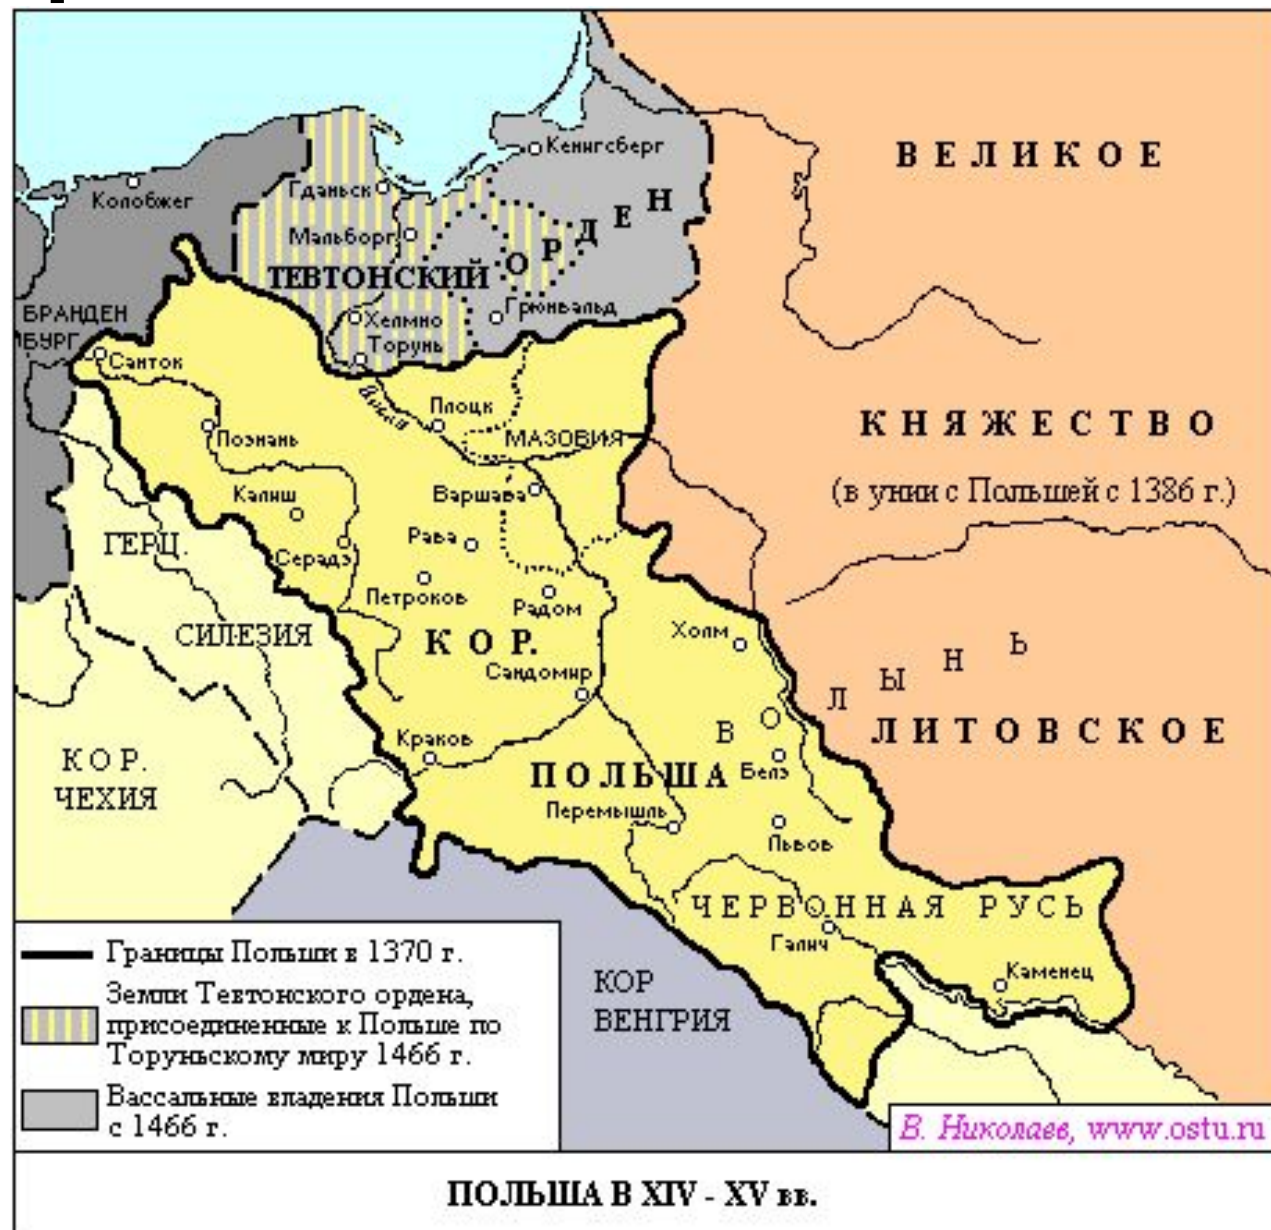 ВЕЛИКОЕ
Кенигсберг
Колобжег
Гданьск
Мальборг
ТЕВТОНСКИЙ ОРДЕН
БРАНДЕН
БУРГ
Хелмно
Грюнвальд
Торунь
Санток
Висла
Плоцк
КНЯЖЕСТВО
Познань
МАЗОВИЯ
(в унии с Польшей с 1386 г.)
Калиш
Варшава
ГЕРЦ.
Рава
Серадз
Петроков
Радом
СИЛЕЗИЯ
КОР.
Холм
Сандомир
ВОЛЫНЬ
ЛИТОВСКОЕ
Краков
КОР.
ЧЕХИЯ
ПОЛЬША
Белз
Перемышль
Львов
ЧЕРВОННАЯ РУСЬ
Галич
Каменец
КОР
ВЕНГРИЯ
Границы Польши в 1370 г.
Земли Тевтонского ордена,
присоединенные к Польше по
Торуньскому миру 1466 г.
Вассальные владения Польши
с 1466 г.
В. Николаев, www.ostu.ru
ПОЛЬША В XIV - XV вв.